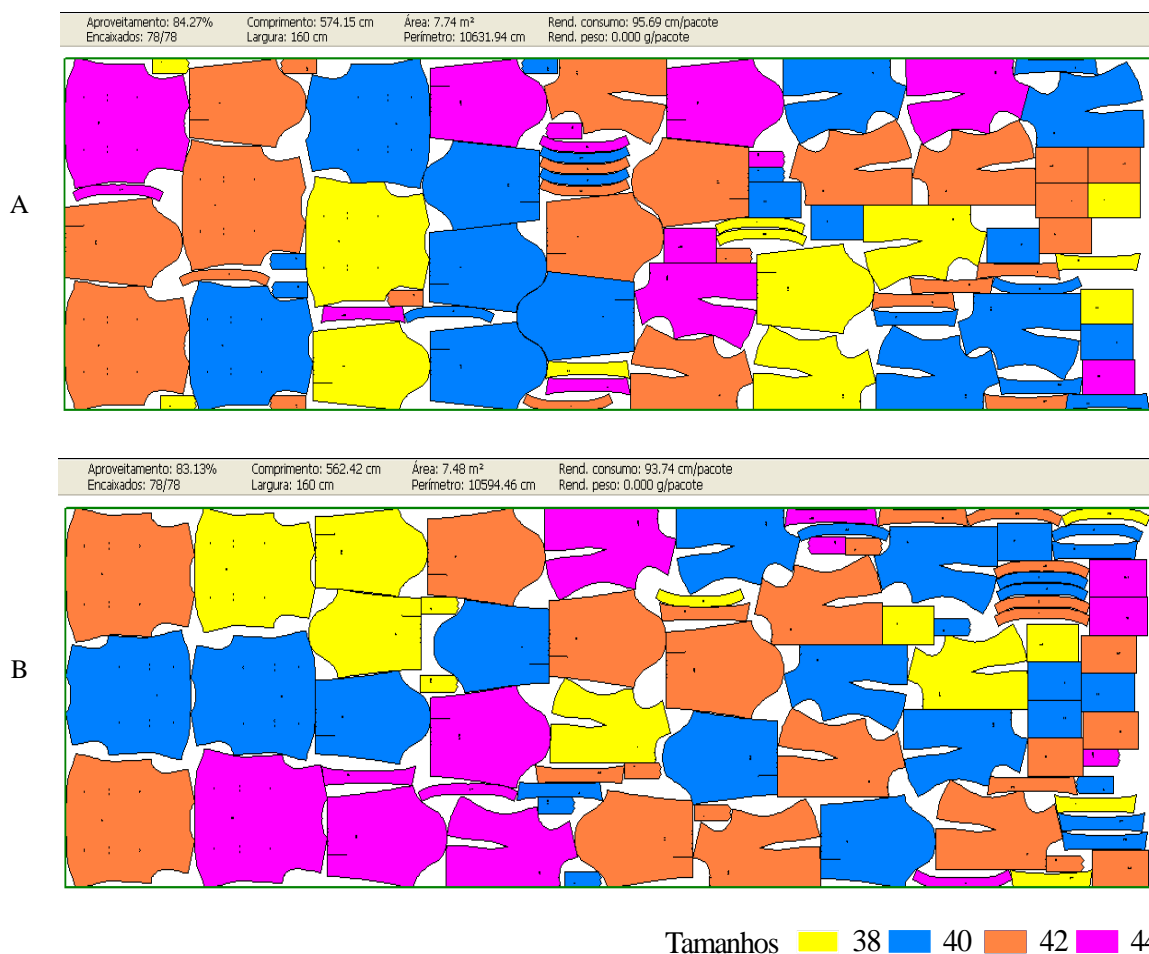 Aproveitamento: 84.27% Comprimento: 574.15 cm Área: 7.74 m² Rend. consumo: 95.69 cm/pacote
Encaixados: 78/78 Largura: 160 cm Perímetro: 10631.94 cm Rend. peso: 0.000 g/pacote
A
Aproveitamento: 83.13% Comprimento: 562.42 cm Área: 7.48 m² Rend. consumo: 93.74 cm/pacote
Encaixados: 78/78 Largura: 160 cm Perímetro: 10594.46 cm Rend. peso: 0.000 g/pacote
B
Tamanhos 38 40 42 44